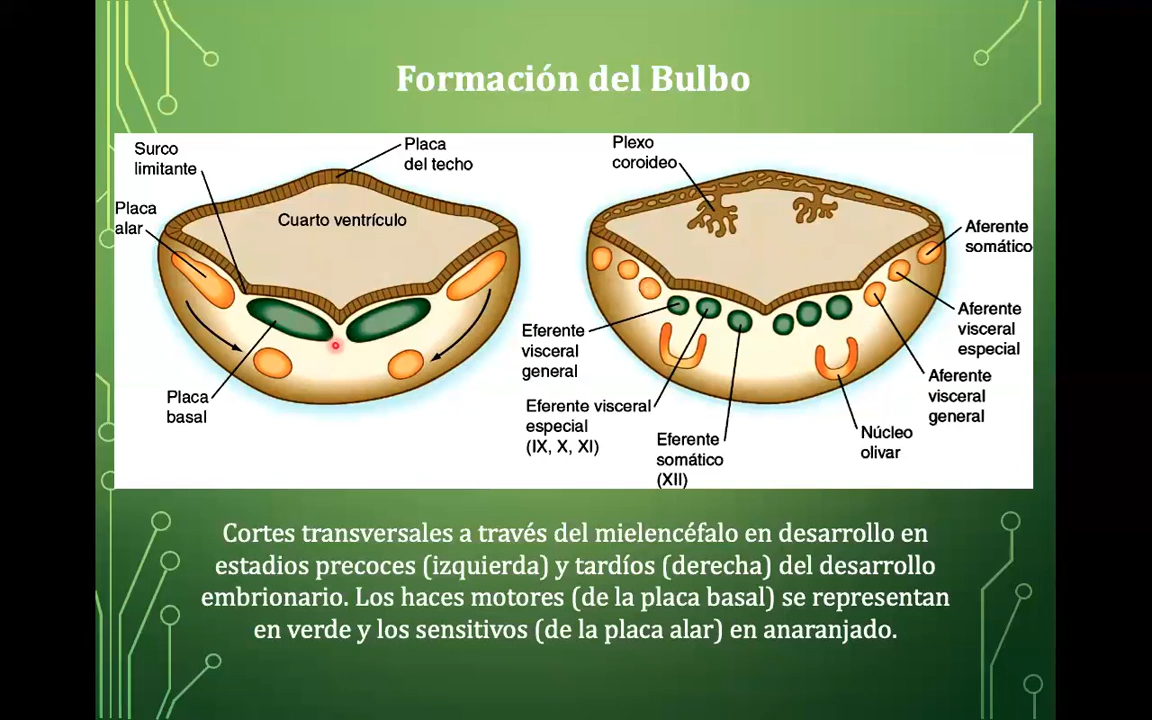 Formación del Bulbo
Surco
limitante
Placa
del techo
Placa
alar
Cuarto ventrículo
Placa
basal
Plexo
coroideo
Aferente
somático
Aferente
visceral
especial
Aferente
visceral
general
Eferente
visceral
general
Eferente visceral
especial
(IX, X, XI)
Eferente
somático
(XII)
Núcleo
olivar
Cortes transversales a través del mielencéfalo en desarrollo en
estadios precoces (izquierda) y tardíos (derecha) del desarrollo
embrionario. Los haces motores (de la placa basal) se representan
en verde y los sensitivos (de la placa alar) en anaranjado.